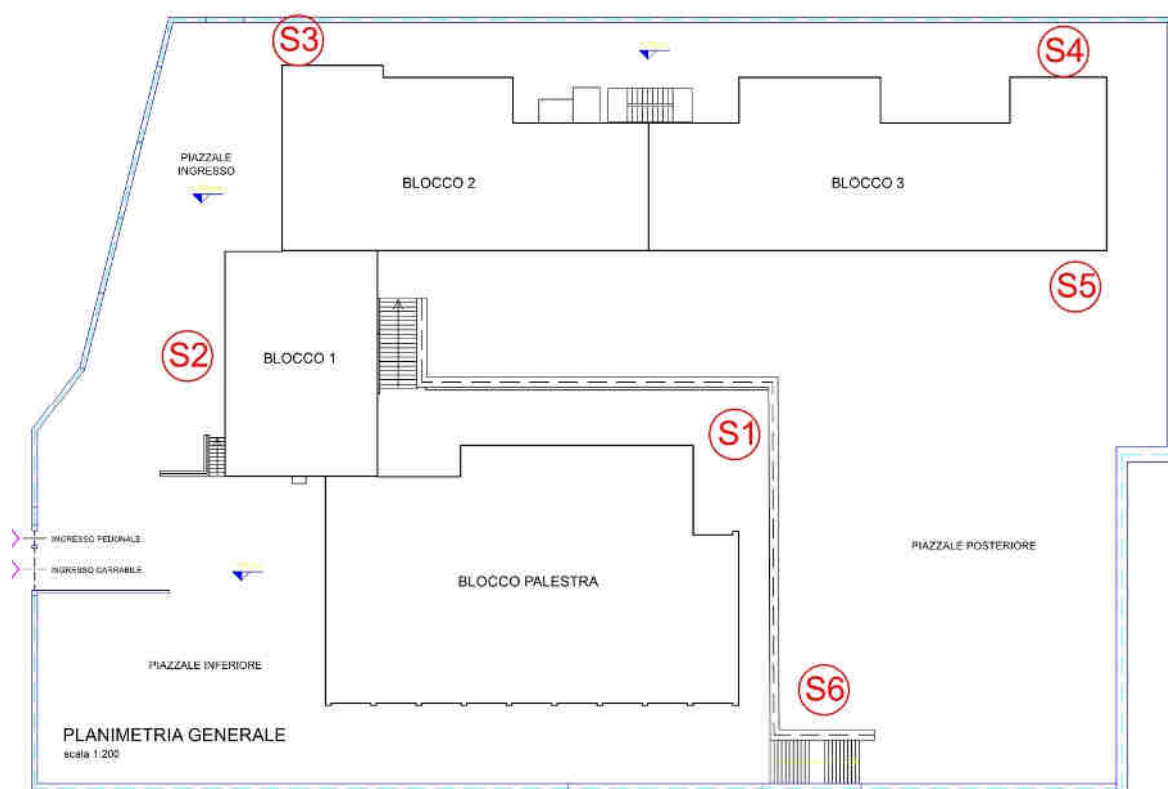 S3
S4
PIAZZALE
INGRESSO
BLOCCO 2
BLOCCO 3
S5
S2
BLOCCO 1
S1
INGRESSO PEDONALE
INGRESSO CARRABILE
PIAZZALE POSTERIORE
BLOCCO PALESTRA
PIAZZALE INFERIORE
S6
PLANIMETRIA GENERALE
scala 1:200